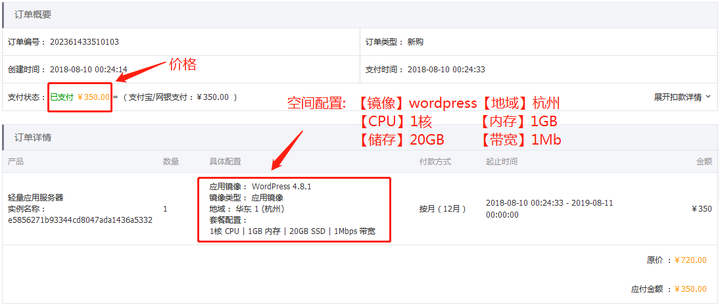 订单概要
订单编号： 202361433510103
订单类型： 新购
创建时间： 2018-08-10 00:24:14
支付时间： 2018-08-10 00:24:33
价格
支付状态： 已支付 ￥350.00 = （ 支付宝/网银支付： ￥350.00 ）
展开扣款详情
空间配置: 【镜像】wordpress【地域】杭州
【CPU】1核 【内存】1GB
【储存】20GB 【带宽】1Mb
订单详情
产品 数量 具体配置 付款方式 起止时间 金额
轻量应用服务器
实例名称：
e5856271b93344cd8047ada1436a5332
1
应用镜像： WordPress 4.8.1
镜像类型： 应用镜像
地域： 华东 1 (杭州)
套餐配置：
1核 CPU | 1GB 内存 | 20GB SSD | 1Mbps 带宽
按月（12月）
2018-08-10 00:24:33 - 2019-08-11
00:00:00
￥350
原价： ￥720.00
应付金额： ￥350.00